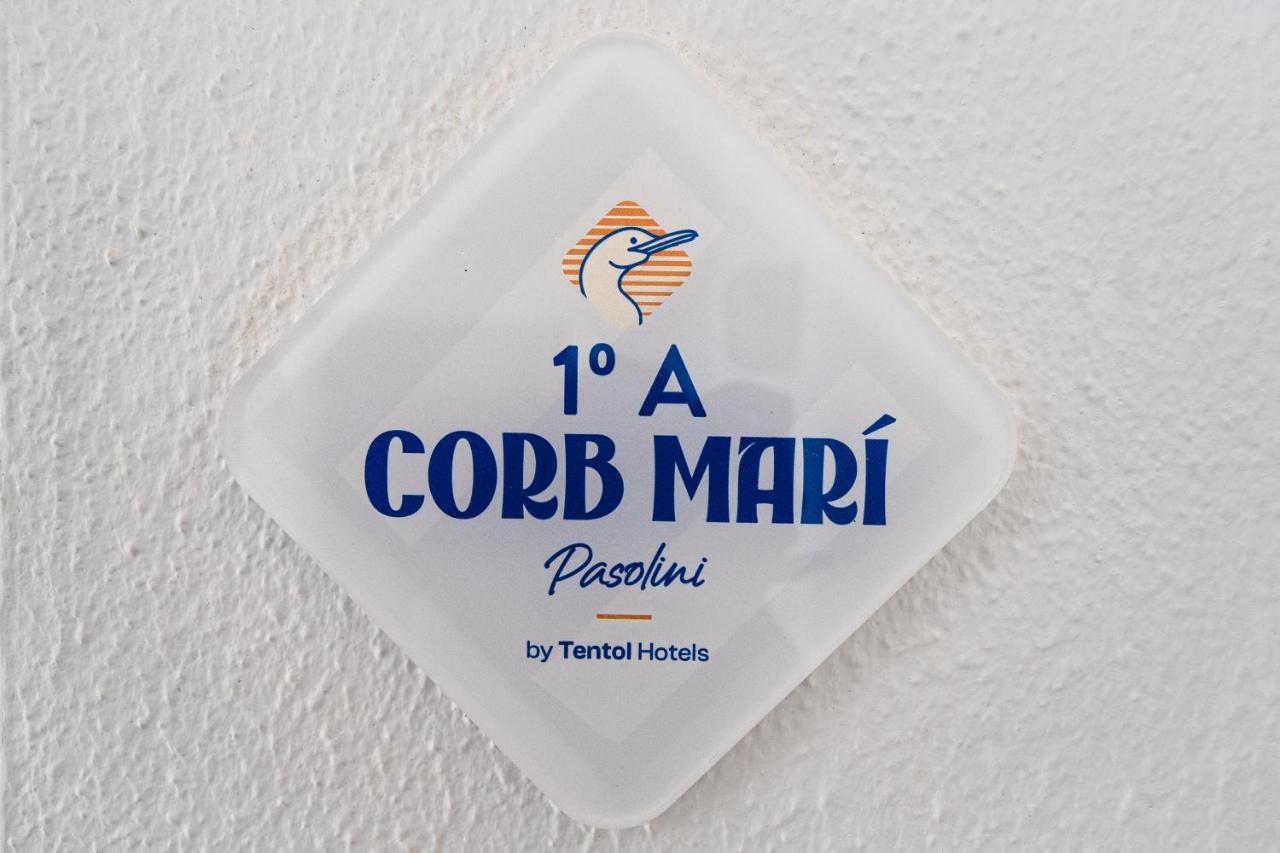 1º A
CORB MARÍ
Pasolini
by Tentol Hotels